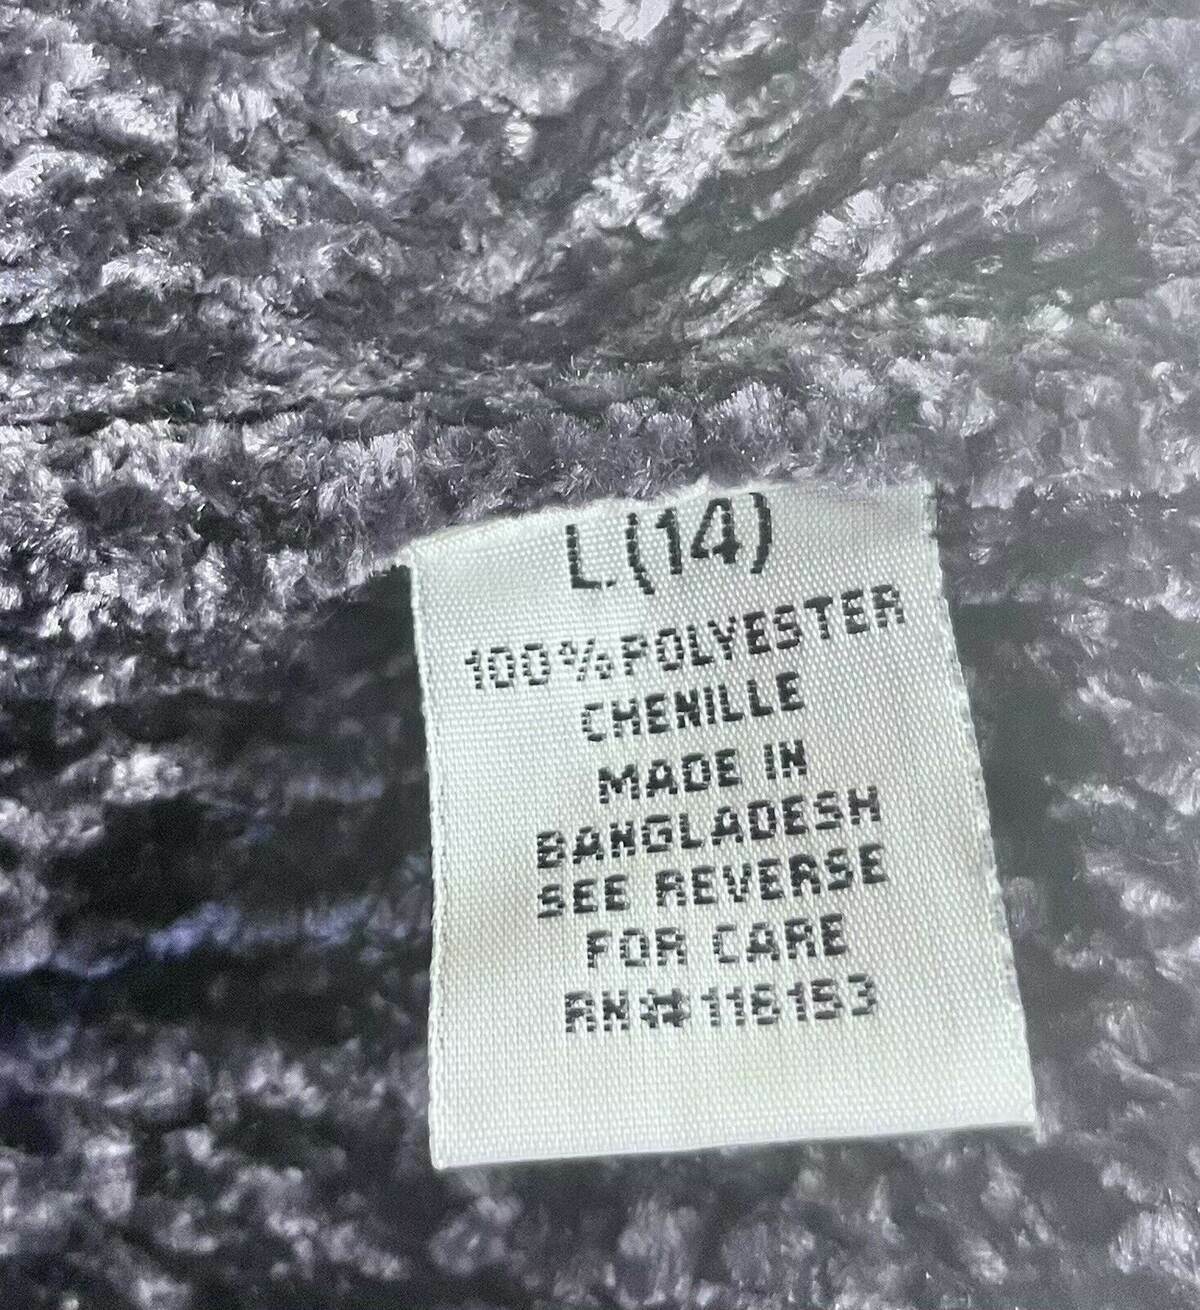 L(14)
100% POLYESTER
CHENILLE
MADE IN
BANGLADESH
SEE REVERSE
FOR CARE
RN# 116153